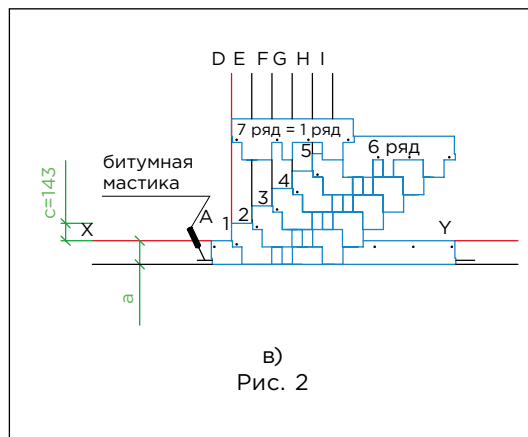 D E F G H I
7 ряд = 1 ряд
6 ряд
5
4
3
2
1
битумная
мастика
A
X
Y
c=143
a
в)
Рис. 2